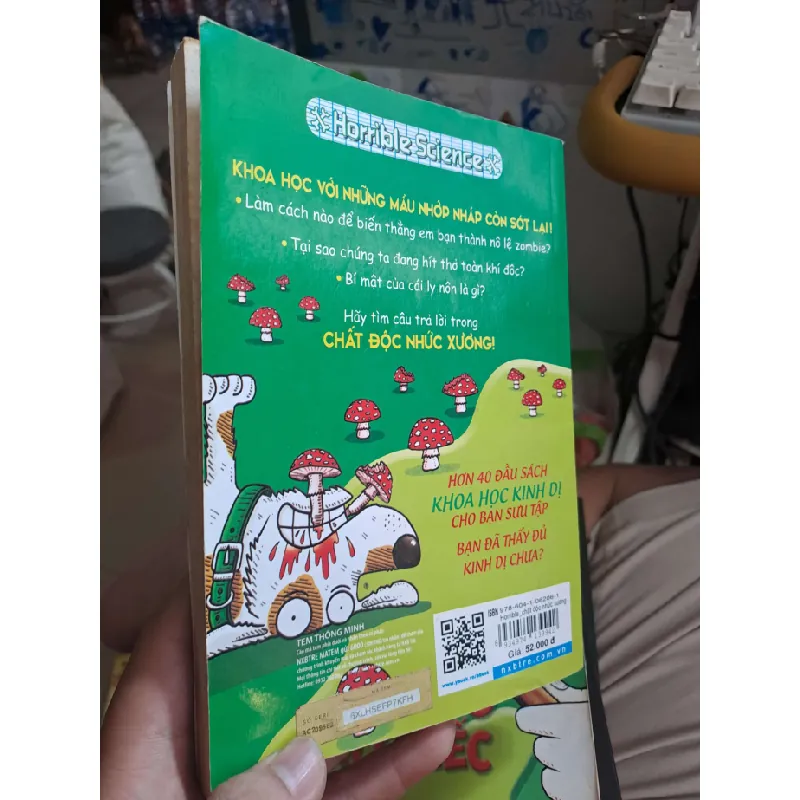 Horrible Science
KHOA HỌC VỚI NHỮNG MẨU NHỚP NHÁP CÒN SÓT LẠI!
• Làm cách nào để biến thằng em bạn thành nô lệ zombie?
• Tại sao chúng ta đang hít thở toàn khí độc?
• Bí mật của cái ly nôn là gì?
Hãy tìm câu trả lời trong
CHẤT ĐỘC NHỨC XƯƠNG!
HƠN 40 ĐẦU SÁCH
KHOA HỌC KINH DỊ
CHO BẠN SƯU TẬP
BẠN ĐÃ THẤY ĐỦ
KINH DỊ CHƯA?
TEM THÔNG MINH
ISBN
Giá: 52.000 đ
nxbtre.com.vn